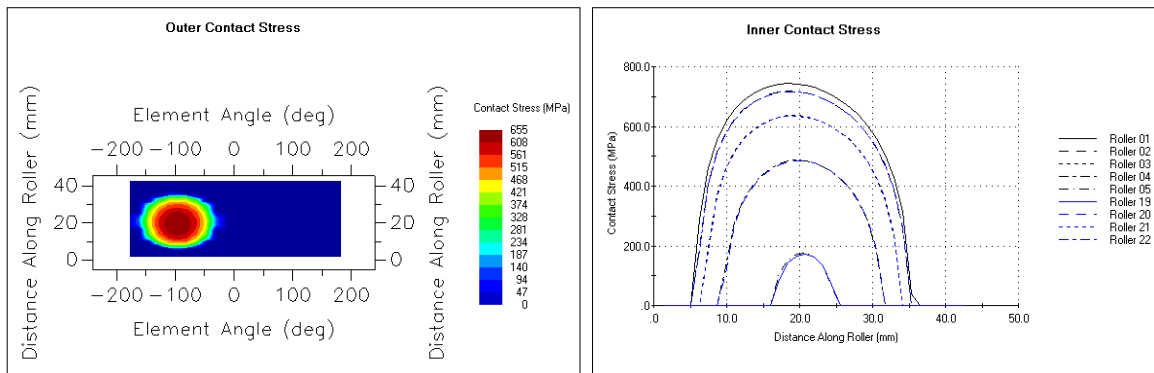 Outer Contact Stress
Element Angle (deg)
−200 −100 0 100 200
Distance Along Roller (mm)
40
20
0
40
20
0
Distance Along Roller (mm)
−200 −100 0 100 200
Element Angle (deg)
Contact Stress (MPa)
655
608
561
515
468
421
374
328
281
234
187
140
94
47
0
Inner Contact Stress
Contact Stress (MPa)
800.0
600.0
400.0
200.0
.0
.0 10.0 20.0 30.0 40.0 50.0
Distance Along Roller (mm)
Roller 01
Roller 02
Roller 03
Roller 04
Roller 05
Roller 19
Roller 20
Roller 21
Roller 22